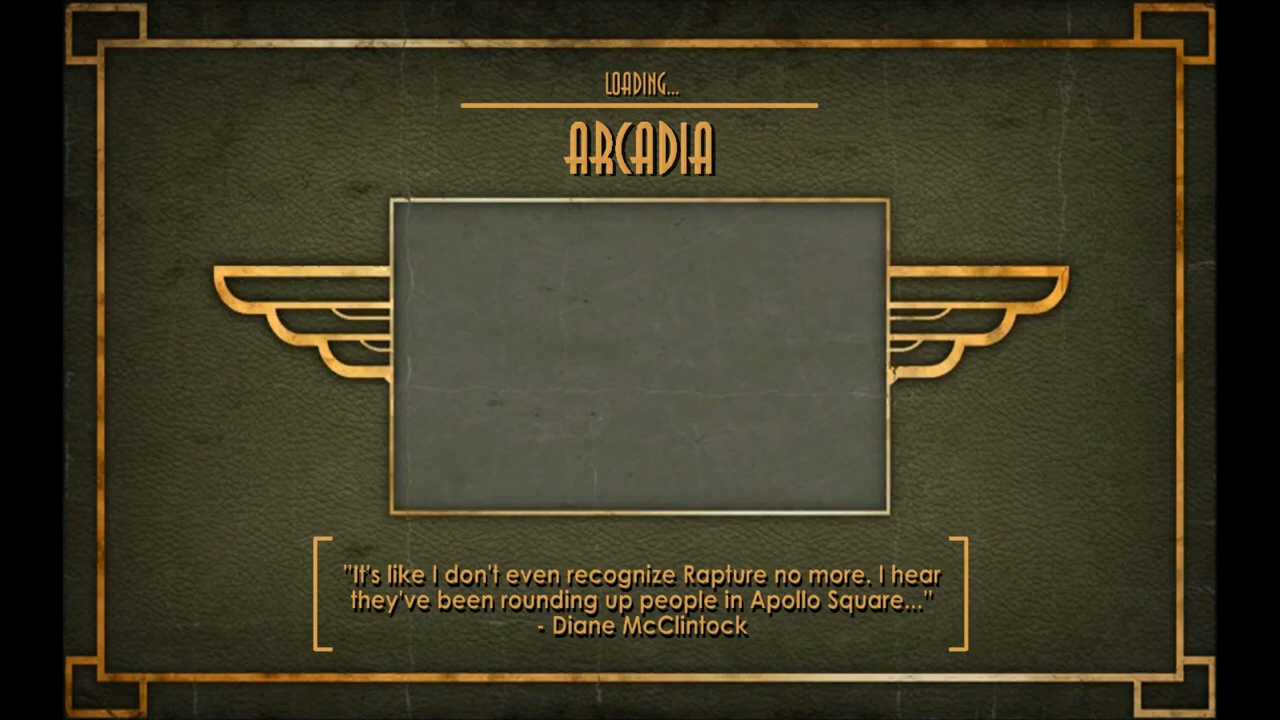 LOADING...
ARCADIA
"It's like I don't even recognize Rapture no more. I hear
they've been rounding up people in Apollo Square..."
- Diane McClintock